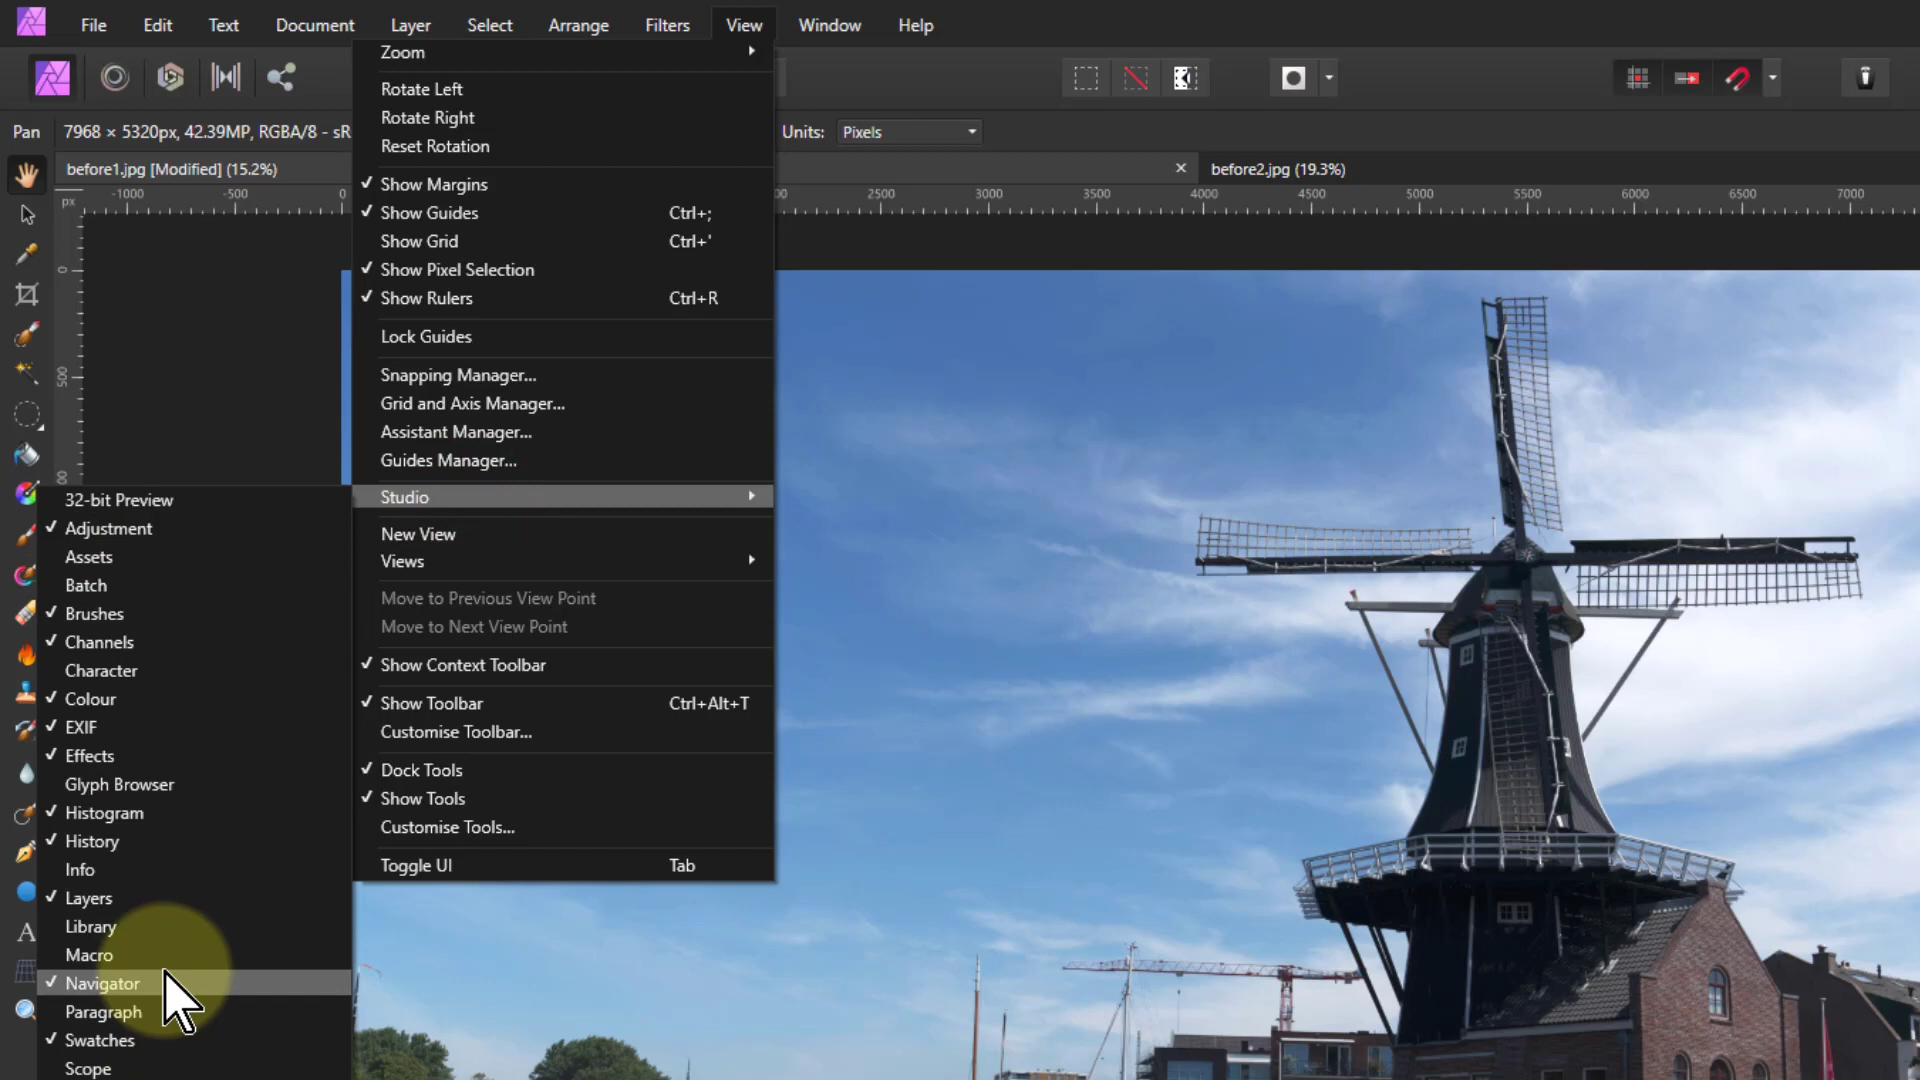 File Edit Text Document Layer Select Arrange Filters View Window Help
Pan 7968 × 5320px, 42.39MP, RGBA/8 - sR Units: Pixels
before1.jpg [Modified] (15.2%) before2.jpg (19.3%)
px -1000 -500 0 2500 3000 3500 4000 4500 5000 5500 6000 6500 7000
0
500
Zoom
Rotate Left
Rotate Right
Reset Rotation
Show Margins
Show Guides Ctrl+;
Show Grid Ctrl+'
Show Pixel Selection
Show Rulers Ctrl+R
Lock Guides
Snapping Manager...
Grid and Axis Manager...
Assistant Manager...
Guides Manager...
Studio
New View
Views
Move to Previous View Point
Move to Next View Point
Show Context Toolbar
Show Toolbar Ctrl+Alt+T
Customise Toolbar...
Dock Tools
Show Tools
Customise Tools...
Toggle UI Tab
32-bit Preview
Adjustment
Assets
Batch
Brushes
Channels
Character
Colour
EXIF
Effects
Glyph Browser
Histogram
History
Info
Layers
Library
Macro
Navigator
Paragraph
Swatches
Scope